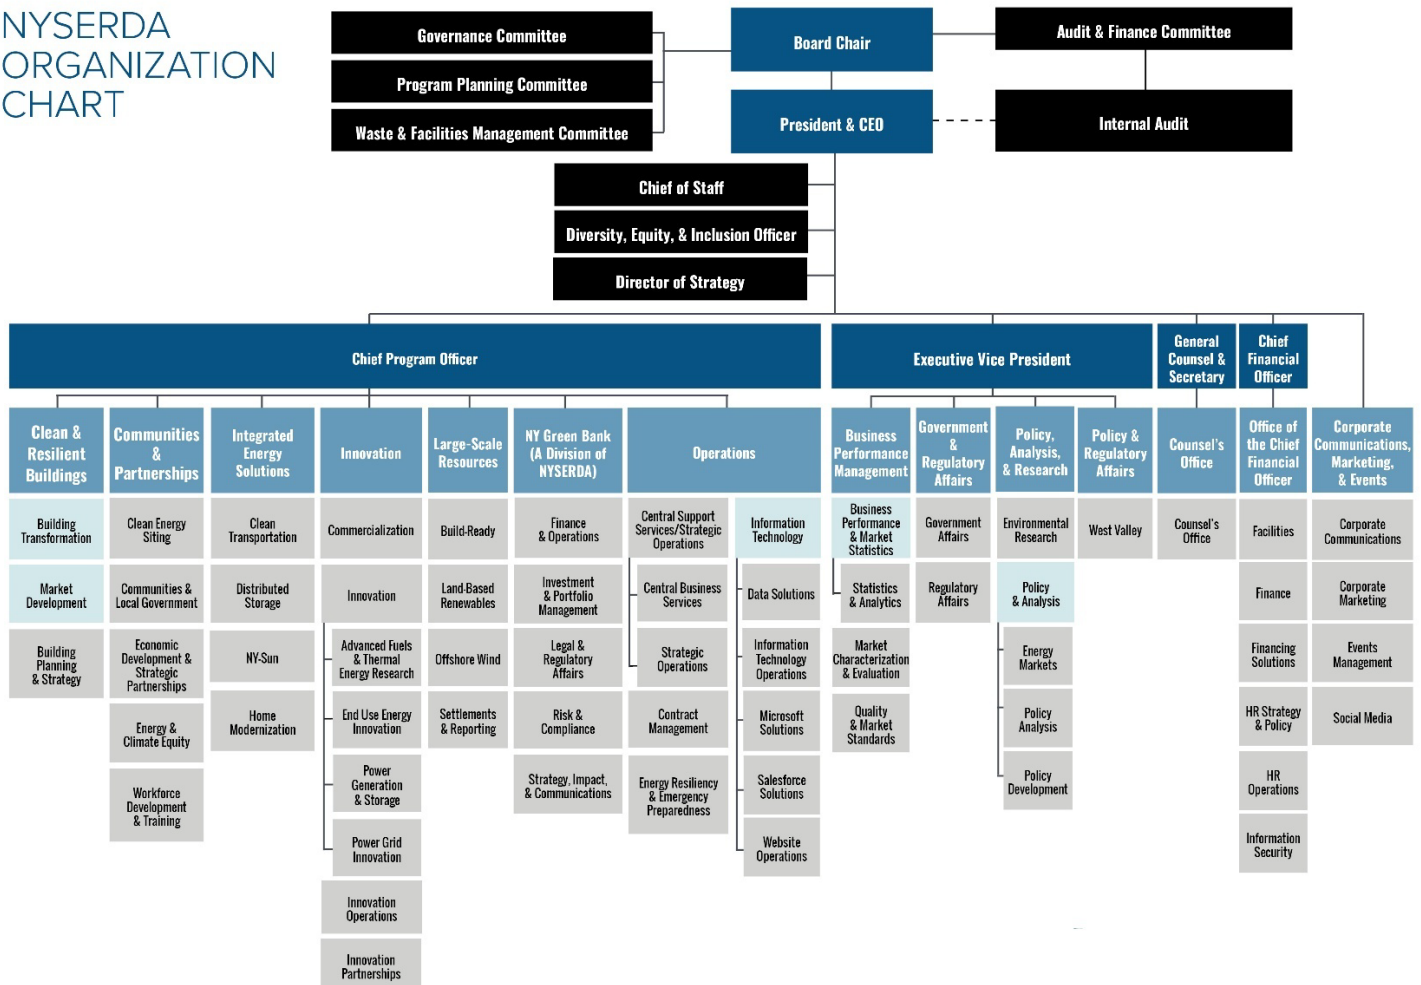 NYSERDA
ORGANIZATION
CHART
Governance Committee
Program Planning Committee
Waste & Facilities Management Committee
Board Chair
President & CEO
Audit & Finance Committee
Internal Audit
Chief of Staff
Diversity, Equity, & Inclusion Officer
Director of Strategy
Chief Program Officer
Executive Vice President
General
Counsel &
Secretary
Chief
Financial
Officer
Clean &
Resilient
Buildings
Communities
&
Partnerships
Integrated
Energy
Solutions
Innovation
Large-Scale
Resources
NY Green Bank
(A Division of
NYSERDA)
Operations
Business
Performance
Management
Government
&
Regulatory
Affairs
Policy,
Analysis,
& Research
Policy &
Regulatory
Affairs
Counsel's
Office
Office of
the Chief
Financial
Officer
Corporate
Communications,
Marketing,
& Events
Building
Transformation
Market
Development
Building
Planning
& Strategy
Clean Energy
Siting
Communities &
Local Government
Economic
Development &
Strategic
Partnerships
Energy &
Climate Equity
Workforce
Development
& Training
Clean
Transportation
Distributed
Storage
NY-Sun
Home
Modernization
Commercialization
Innovation
Advanced Fuels
& Thermal
Energy Research
End Use Energy
Innovation
Power
Generation
& Storage
Power Grid
Innovation
Innovation
Operations
Innovation
Partnerships
Build-Ready
Land-Based
Renewables
Offshore Wind
Settlements
& Reporting
Finance
& Operations
Investment
& Portfolio
Management
Legal &
Regulatory
Affairs
Risk &
Compliance
Strategy, Impact,
& Communications
Central Support
Services/Strategic
Operations
Central Business
Services
Strategic
Operations
Contract
Management
Energy Resiliency
& Emergency
Preparedness
Information
Technology
Data Solutions
Information
Technology
Operations
Microsoft
Solutions
Salesforce
Solutions
Website
Operations
Business
Performance
& Market
Statistics
Statistics
& Analytics
Market
Characterization
& Evaluation
Quality
& Market
Standards
Government
Affairs
Regulatory
Affairs
Environmental
Research
Policy
& Analysis
Energy
Markets
Policy
Analysis
Policy
Development
West Valley
Counsel's
Office
Facilities
Finance
Financing
Solutions
HR Strategy
& Policy
HR
Operations
Information
Security
Corporate
Communications
Corporate
Marketing
Events
Management
Social Media